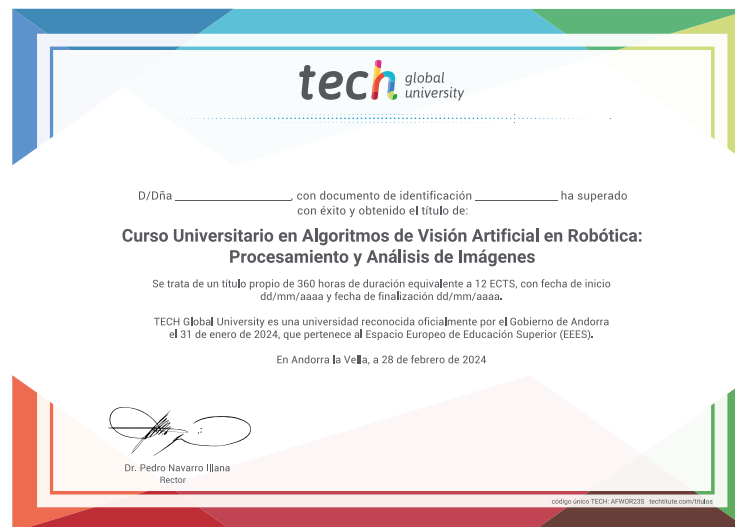 tech global university
D/Dña ____________________, con documento de identificación ______________ ha superado
con éxito y obtenido el título de:
Curso Universitario en Algoritmos de Visión Artificial en Robótica:
Procesamiento y Análisis de Imágenes
Se trata de un título propio de 360 horas de duración equivalente a 12 ECTS, con fecha de inicio
dd/mm/aaaa y fecha de finalización dd/mm/aaaa.
TECH Global University es una universidad reconocida oficialmente por el Gobierno de Andorra
el 31 de enero de 2024, que pertenece al Espacio Europeo de Educación Superior (EEES).
En Andorra la Vella, a 28 de febrero de 2024
Dr. Pedro Navarro Illana
Rector
código único TECH: AFWOR23S techtitute.com/titulos